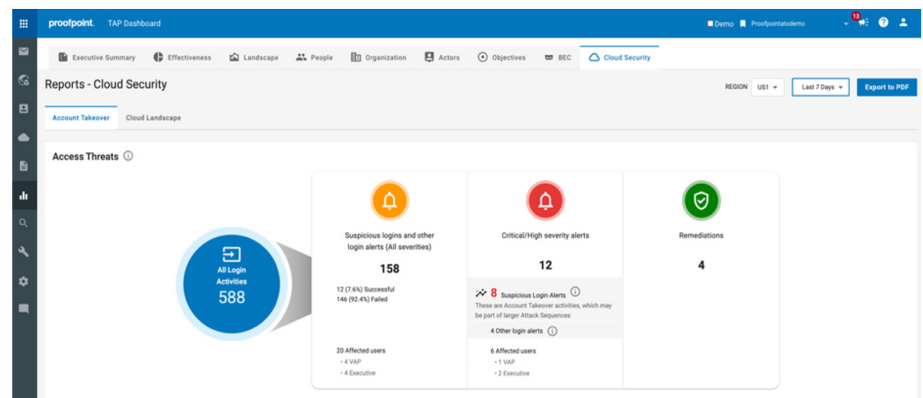 proofpoint. TAP Dashboard
Demo Proofpointatodemo
13
Executive Summary Effectiveness Landscape People Organization Actors Objectives BEC Cloud Security
Reports - Cloud Security
REGION US1 Last 7 Days Export to PDF
Account Takeover Cloud Landscape
Access Threats
All Login
Activities
588
Suspicious logins and other
login alerts (All severities)
158
12 (7.6%) Successful
146 (92.4%) Failed
20 Affected users
• 4 VAP
• 4 Executive
Critical/High severity alerts
12
8 Suspicious Login Alerts
These are Account Takeover activities, which may
be part of larger Attack Sequences
4 Other login alerts
6 Affected users
• 1 VAP
• 2 Executive
Remediations
4